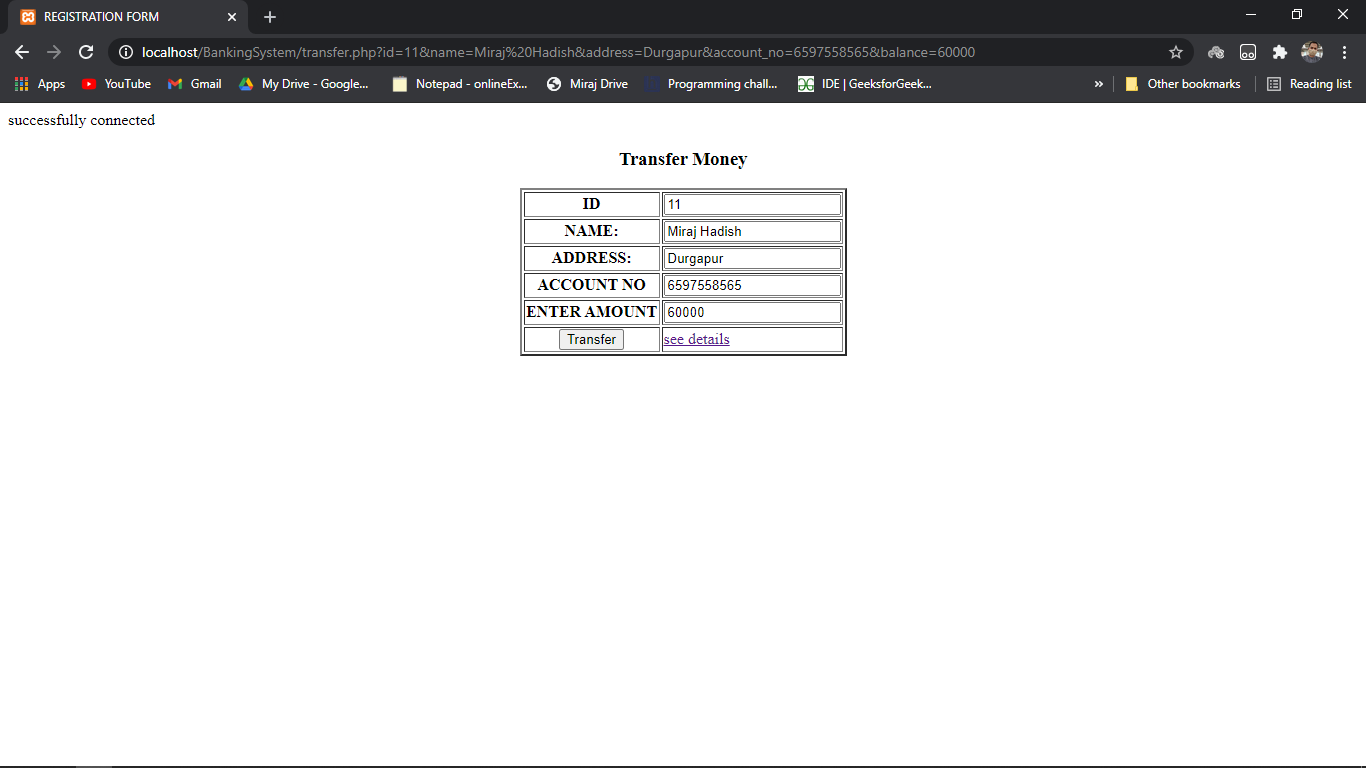 REGISTRATION FORM
localhost/BankingSystem/transfer.php?id=11&name=Miraj%20Hadish&address=Durgapur&account_no=6597558565&balance=60000
Apps YouTube Gmail My Drive - Google... Notepad - onlineEx... Miraj Drive Programming chall... IDE | GeeksforGeek... » Other bookmarks Reading list
successfully connected
Transfer Money
ID 11
NAME: Miraj Hadish
ADDRESS: Durgapur
ACCOUNT NO 6597558565
ENTER AMOUNT 60000
Transfer see details